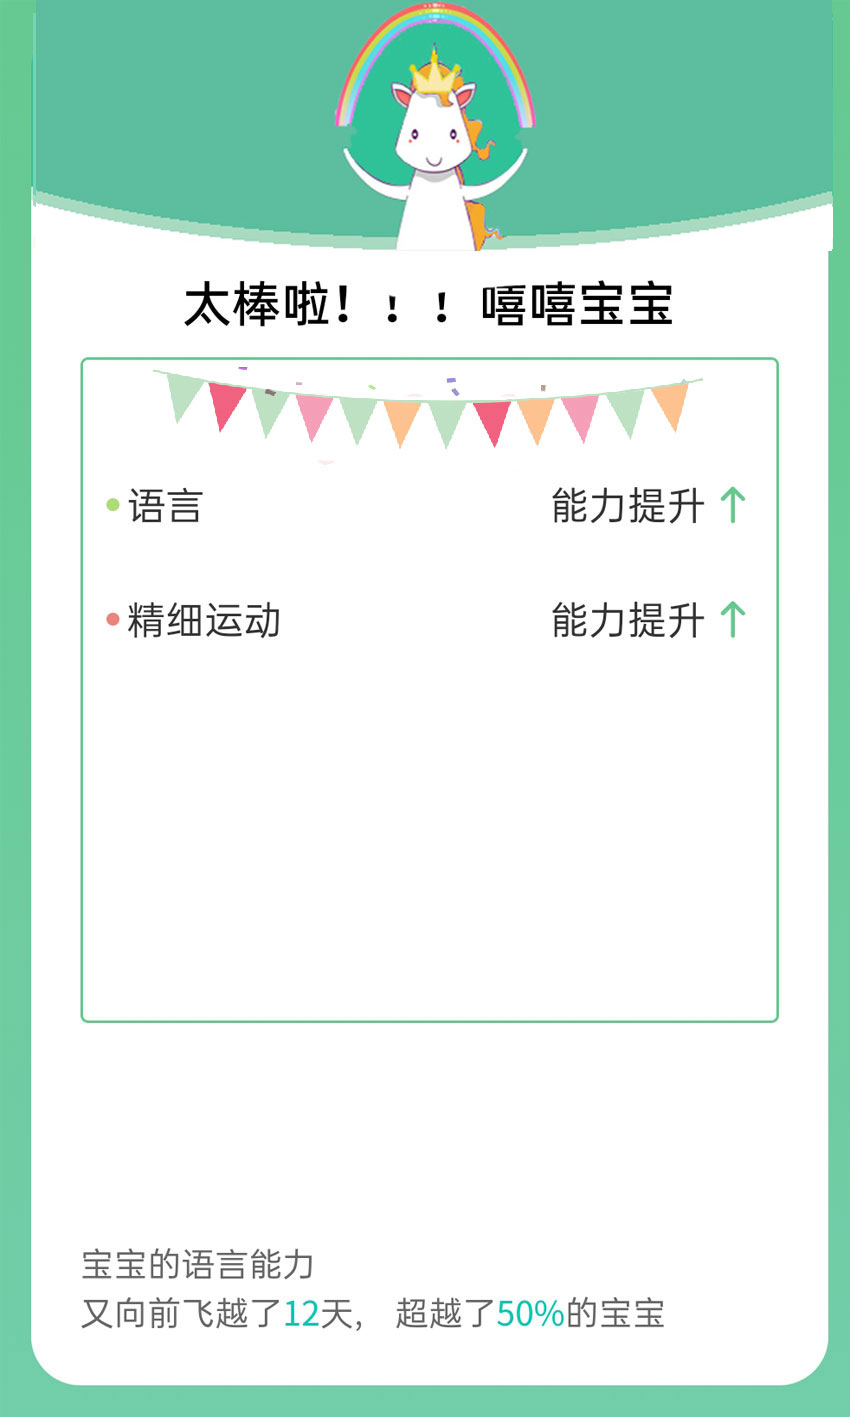 太棒啦！！！嘻嘻宝宝
语言 能力提升 ↑
精细运动 能力提升 ↑
宝宝的语言能力
又向前飞越了12天， 超越了50%的宝宝